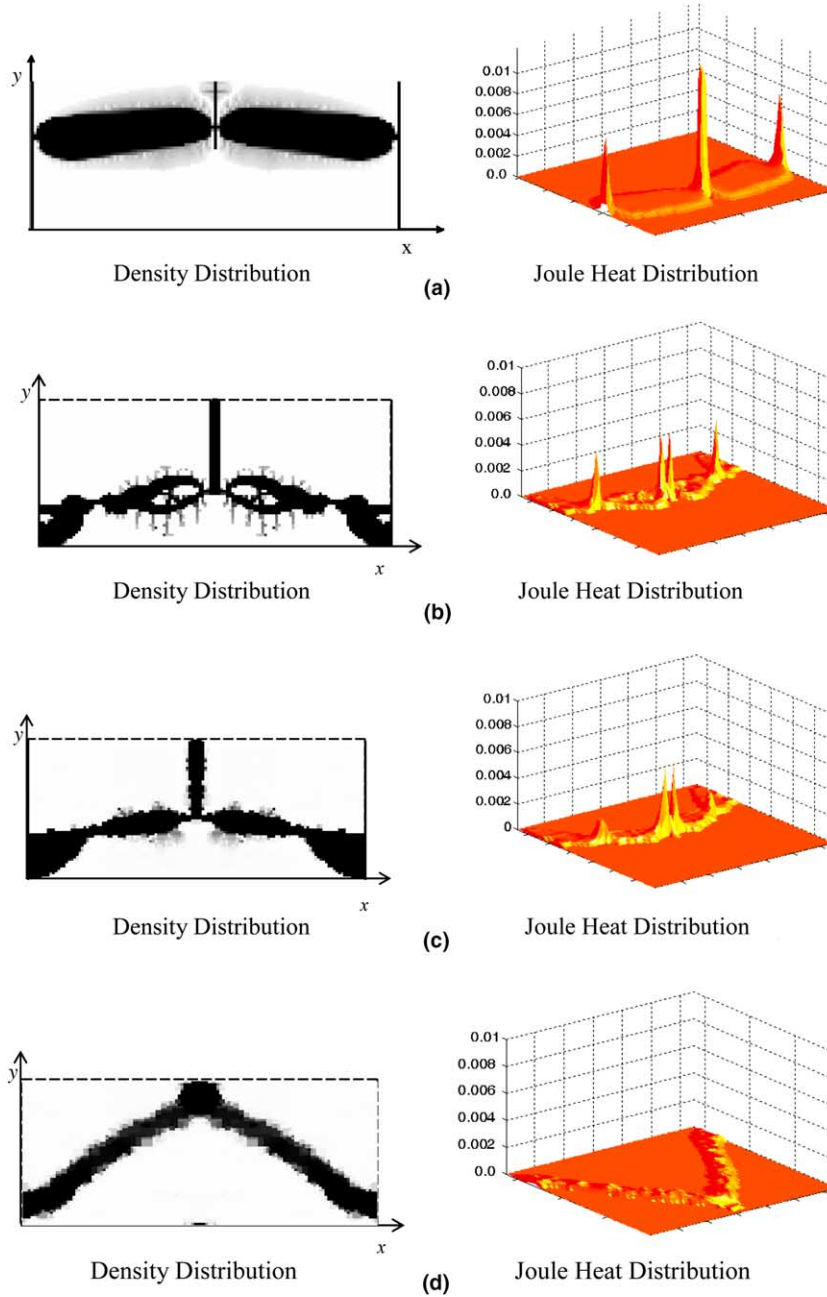 y
x
0.01
0.008
0.006
0.004
0.002
0.0
Density Distribution
Joule Heat Distribution
(a)
y
x
0.01
0.008
0.006
0.004
0.002
0.0
Density Distribution
Joule Heat Distribution
(b)
y
x
0.01
0.008
0.006
0.004
0.002
0
Density Distribution
Joule Heat Distribution
(c)
y
x
0.01
0.008
0.006
0.004
0.002
0.0
Density Distribution
Joule Heat Distribution
(d)